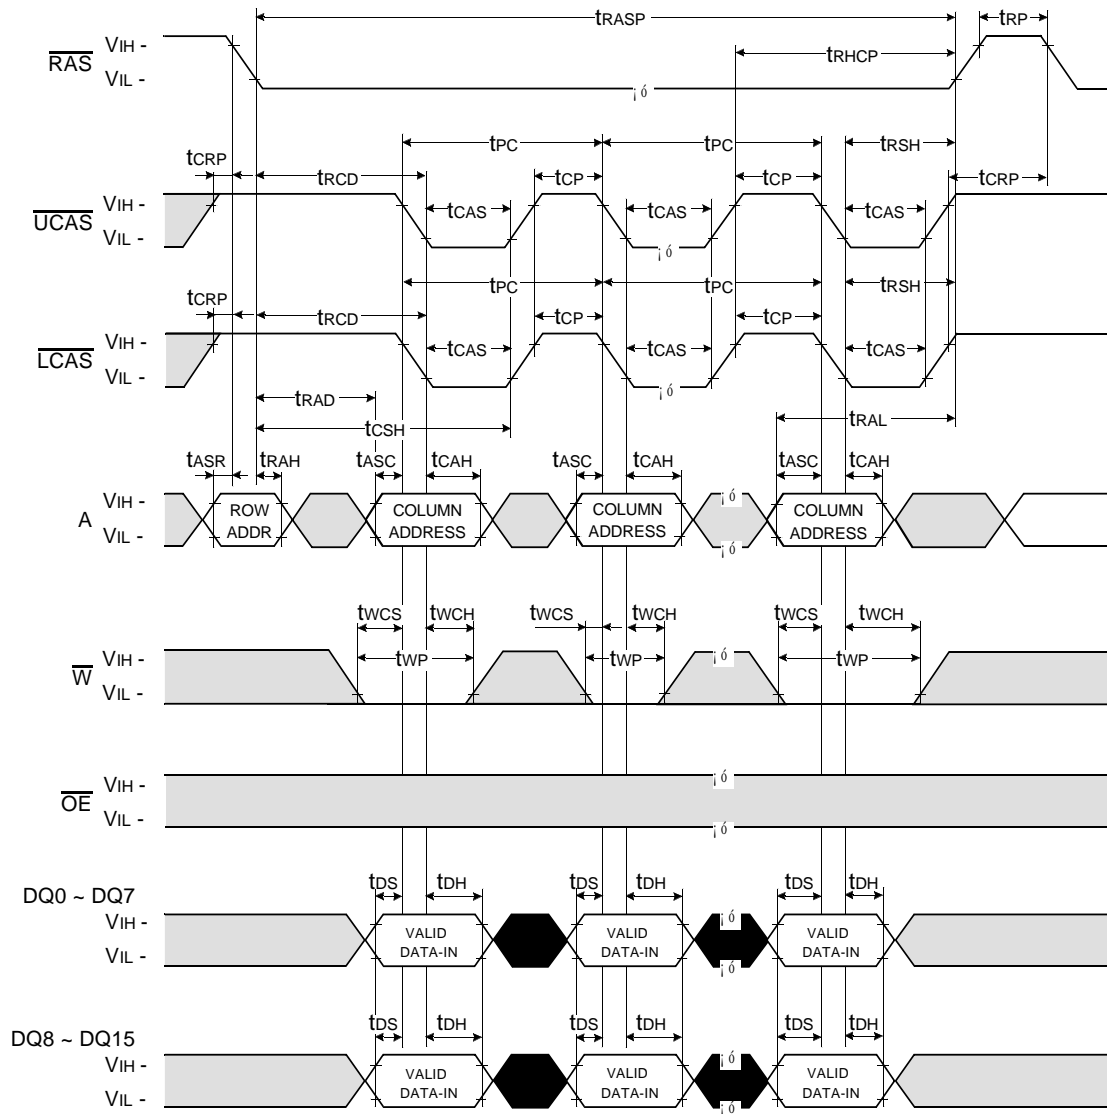 tRASP tRP
RAS VIH - tRHCP
VIL -
¡ ó
tPC tPC tRSH
tCRP tRCD tCP tCP tCRP
UCAS VIH - tCAS tCAS tCAS
VIL -
¡ ó
tPC tPC tRSH
tCRP tRCD tCP tCP
LCAS VIH - tCAS tCAS tCAS
VIL -
¡ ó
tRAD tRAL
tCSH
tASR tRAH tASC tCAH tASC tCAH tASC tCAH
A VIH - ROW COLUMN COLUMN ¡ ó COLUMN
VIL - ADDR ADDRESS ADDRESS ¡ ó ADDRESS
tWCS tWCH tWCS tWCH tWCS tWCH
W VIH - tWP tWP ¡ ó tWP
VIL -
OE VIH - ¡ ó
VIL - ¡ ó
DQ0 ~ DQ7 tDS tDH tDS tDH tDS tDH
VIH - VALID VALID ¡ ó VALID
VIL - DATA-IN DATA-IN ¡ ó DATA-IN
DQ8 ~ DQ15 tDS tDH tDS tDH tDS tDH
VIH - VALID VALID ¡ ó VALID
VIL - DATA-IN DATA-IN ¡ ó DATA-IN